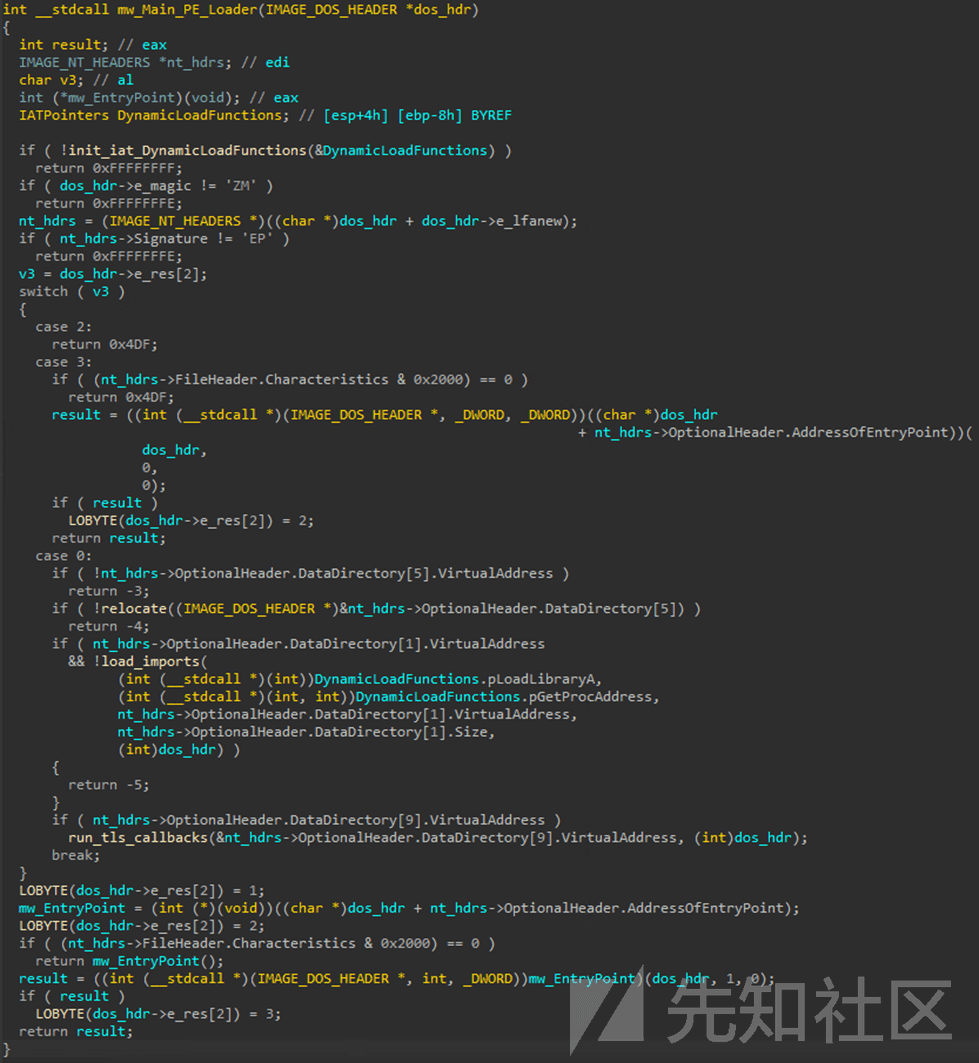 int __stdcall mw_Main_PE_Loader(IMAGE_DOS_HEADER *dos_hdr)
{
  int result; // eax
  IMAGE_NT_HEADERS *nt_hdrs; // edi
  char v3; // al
  int (*mw_EntryPoint)(void); // eax
  IATPointers DynamicLoadFunctions; // [esp+4h] [ebp-8h] BYREF

  if ( !init_iat_DynamicLoadFunctions(&DynamicLoadFunctions) )
    return 0xFFFFFFFF;
  if ( dos_hdr->e_magic != 'ZM' )
    return 0xFFFFFFFE;
  nt_hdrs = (IMAGE_NT_HEADERS *)((char *)dos_hdr + dos_hdr->e_lfanew);
  if ( nt_hdrs->Signature != 'EP' )
    return 0xFFFFFFFE;
  v3 = dos_hdr->e_res[2];
  switch ( v3 )
  {
    case 2:
      return 0x4DF;
    case 3:
      if ( (nt_hdrs->FileHeader.Characteristics & 0x2000) == 0 )
        return 0x4DF;
      result = ((int (__stdcall *)(IMAGE_DOS_HEADER *, _DWORD, _DWORD))((char *)dos_hdr
                                                                      + nt_hdrs->OptionalHeader.AddressOfEntryPoint))(
                 dos_hdr,
                 0,
                 0);
      if ( result )
        LOBYTE(dos_hdr->e_res[2]) = 2;
      return result;
    case 0:
      if ( !nt_hdrs->OptionalHeader.DataDirectory[5].VirtualAddress )
        return -3;
      if ( !relocate((IMAGE_DOS_HEADER *)&nt_hdrs->OptionalHeader.DataDirectory[5]) )
        return -4;
      if ( nt_hdrs->OptionalHeader.DataDirectory[1].VirtualAddress
        && !load_imports(
              (int (__stdcall *)(int))DynamicLoadFunctions.pLoadLibraryA,
              (int (__stdcall *)(int, int))DynamicLoadFunctions.pGetProcAddress,
              nt_hdrs->OptionalHeader.DataDirectory[1].VirtualAddress,
              nt_hdrs->OptionalHeader.DataDirectory[1].Size,
              (int)dos_hdr) )
      {
        return -5;
      }
      if ( nt_hdrs->OptionalHeader.DataDirectory[9].VirtualAddress )
        run_tls_callbacks(&nt_hdrs->OptionalHeader.DataDirectory[9].VirtualAddress, (int)dos_hdr);
      break;
  }
  LOBYTE(dos_hdr->e_res[2]) = 1;
  mw_EntryPoint = (int (*)(void))((char *)dos_hdr + nt_hdrs->OptionalHeader.AddressOfEntryPoint);
  LOBYTE(dos_hdr->e_res[2]) = 2;
  if ( (nt_hdrs->FileHeader.Characteristics & 0x2000) == 0 )
    return mw_EntryPoint();
  result = ((int (__stdcall *)(IMAGE_DOS_HEADER *, int, _DWORD))mw_EntryPoint)(dos_hdr, 1, 0);
  if ( result )
    LOBYTE(dos_hdr->e_res[2]) = 3;
  return result;
}
先知社区